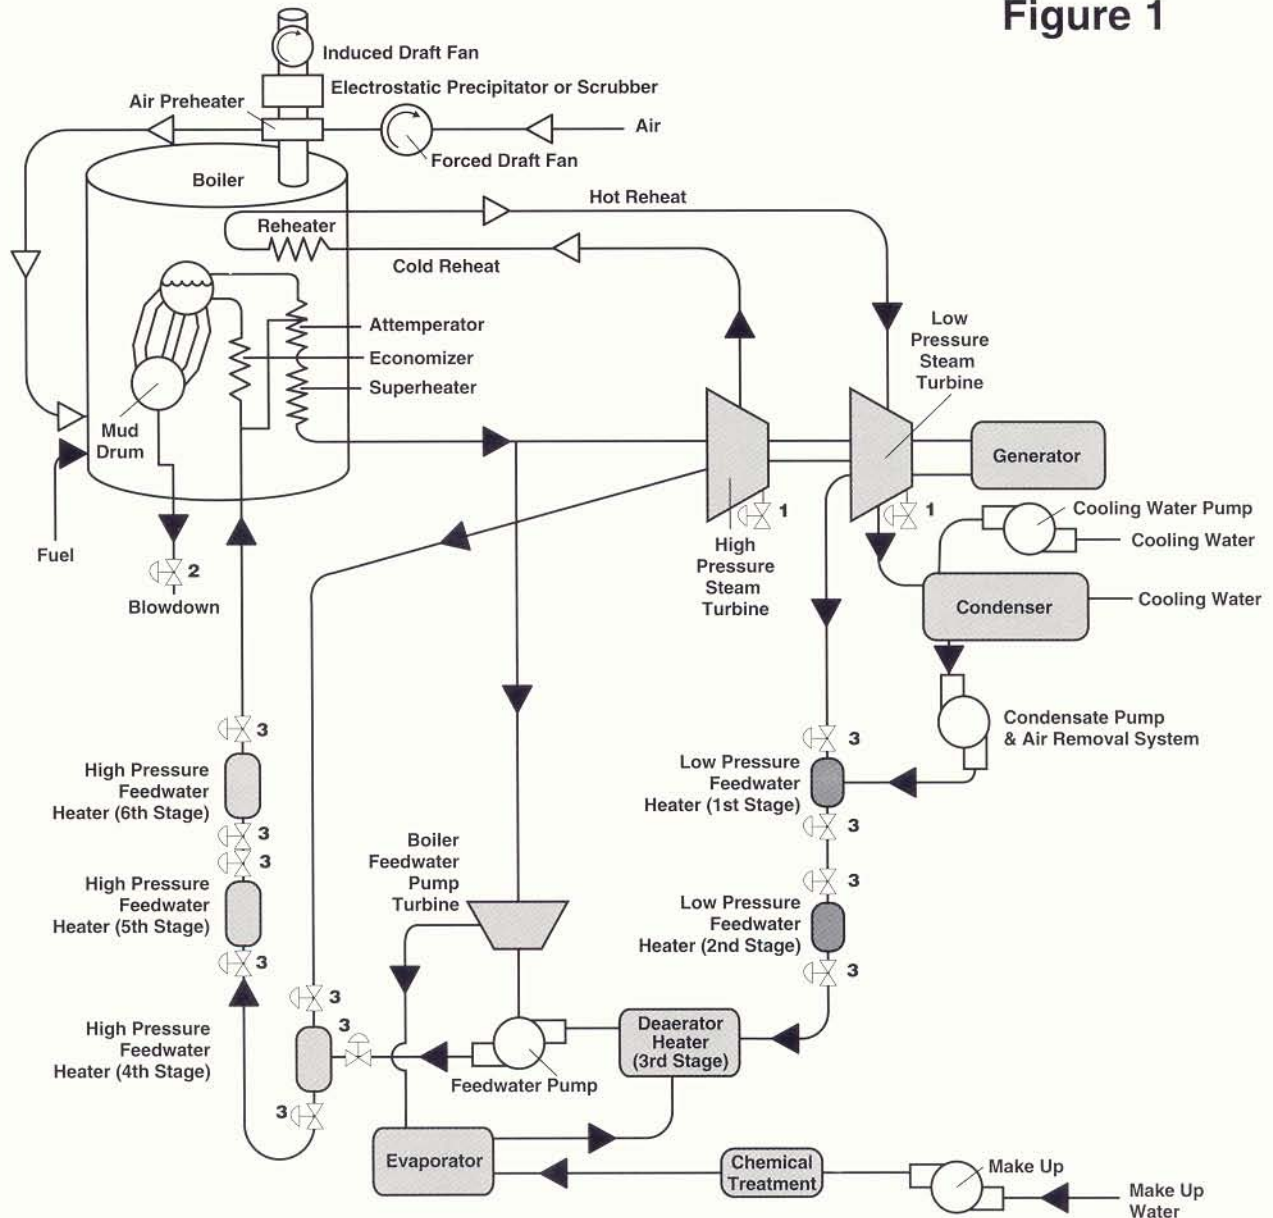 Figure 1
Induced Draft Fan
Electrostatic Precipitator or Scrubber
Air Preheater
Air
Forced Draft Fan
Boiler
Hot Reheat
Reheater
Cold Reheat
Attemperator
Economizer
Superheater
Low
Pressure
Steam
Turbine
Mud
Drum
Generator
Fuel
2
Blowdown
1
1
High
Pressure
Steam
Turbine
Cooling Water Pump
Cooling Water
Condenser
Cooling Water
Condensate Pump
& Air Removal System
3
High Pressure
Feedwater
Heater (6th Stage)
3
3
High Pressure
Feedwater
Heater (5th Stage)
3
3
Low Pressure
Feedwater
Heater (1st Stage)
3
3
Low Pressure
Feedwater
Heater (2nd Stage)
3
Boiler
Feedwater
Pump
Turbine
3
3
High Pressure
Feedwater
Heater (4th Stage)
3
Feedwater Pump
Deaerator
Heater
(3rd Stage)
Evaporator
Chemical
Treatment
Make Up
Make Up
Water